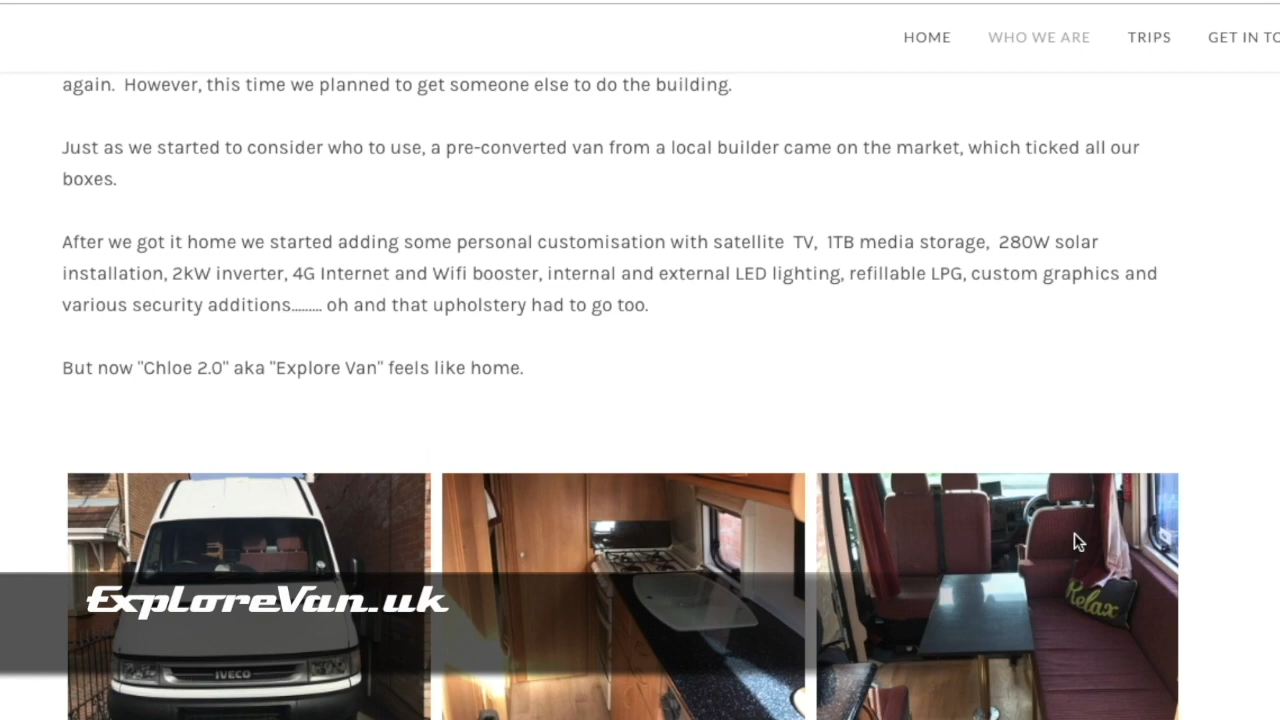 HOME WHO WE ARE TRIPS GET IN TO
again. However, this time we planned to get someone else to do the building.
Just as we started to consider who to use, a pre-converted van from a local builder came on the market, which ticked all our
boxes.
After we got it home we started adding some personal customisation with satellite TV, 1TB media storage, 280W solar
installation, 2kW inverter, 4G Internet and Wifi booster, internal and external LED lighting, refillable LPG, custom graphics and
various security additions......... oh and that upholstery had to go too.
But now "Chloe 2.0" aka "Explore Van" feels like home.
ExpLoreVan.uk
Relax
IVECO